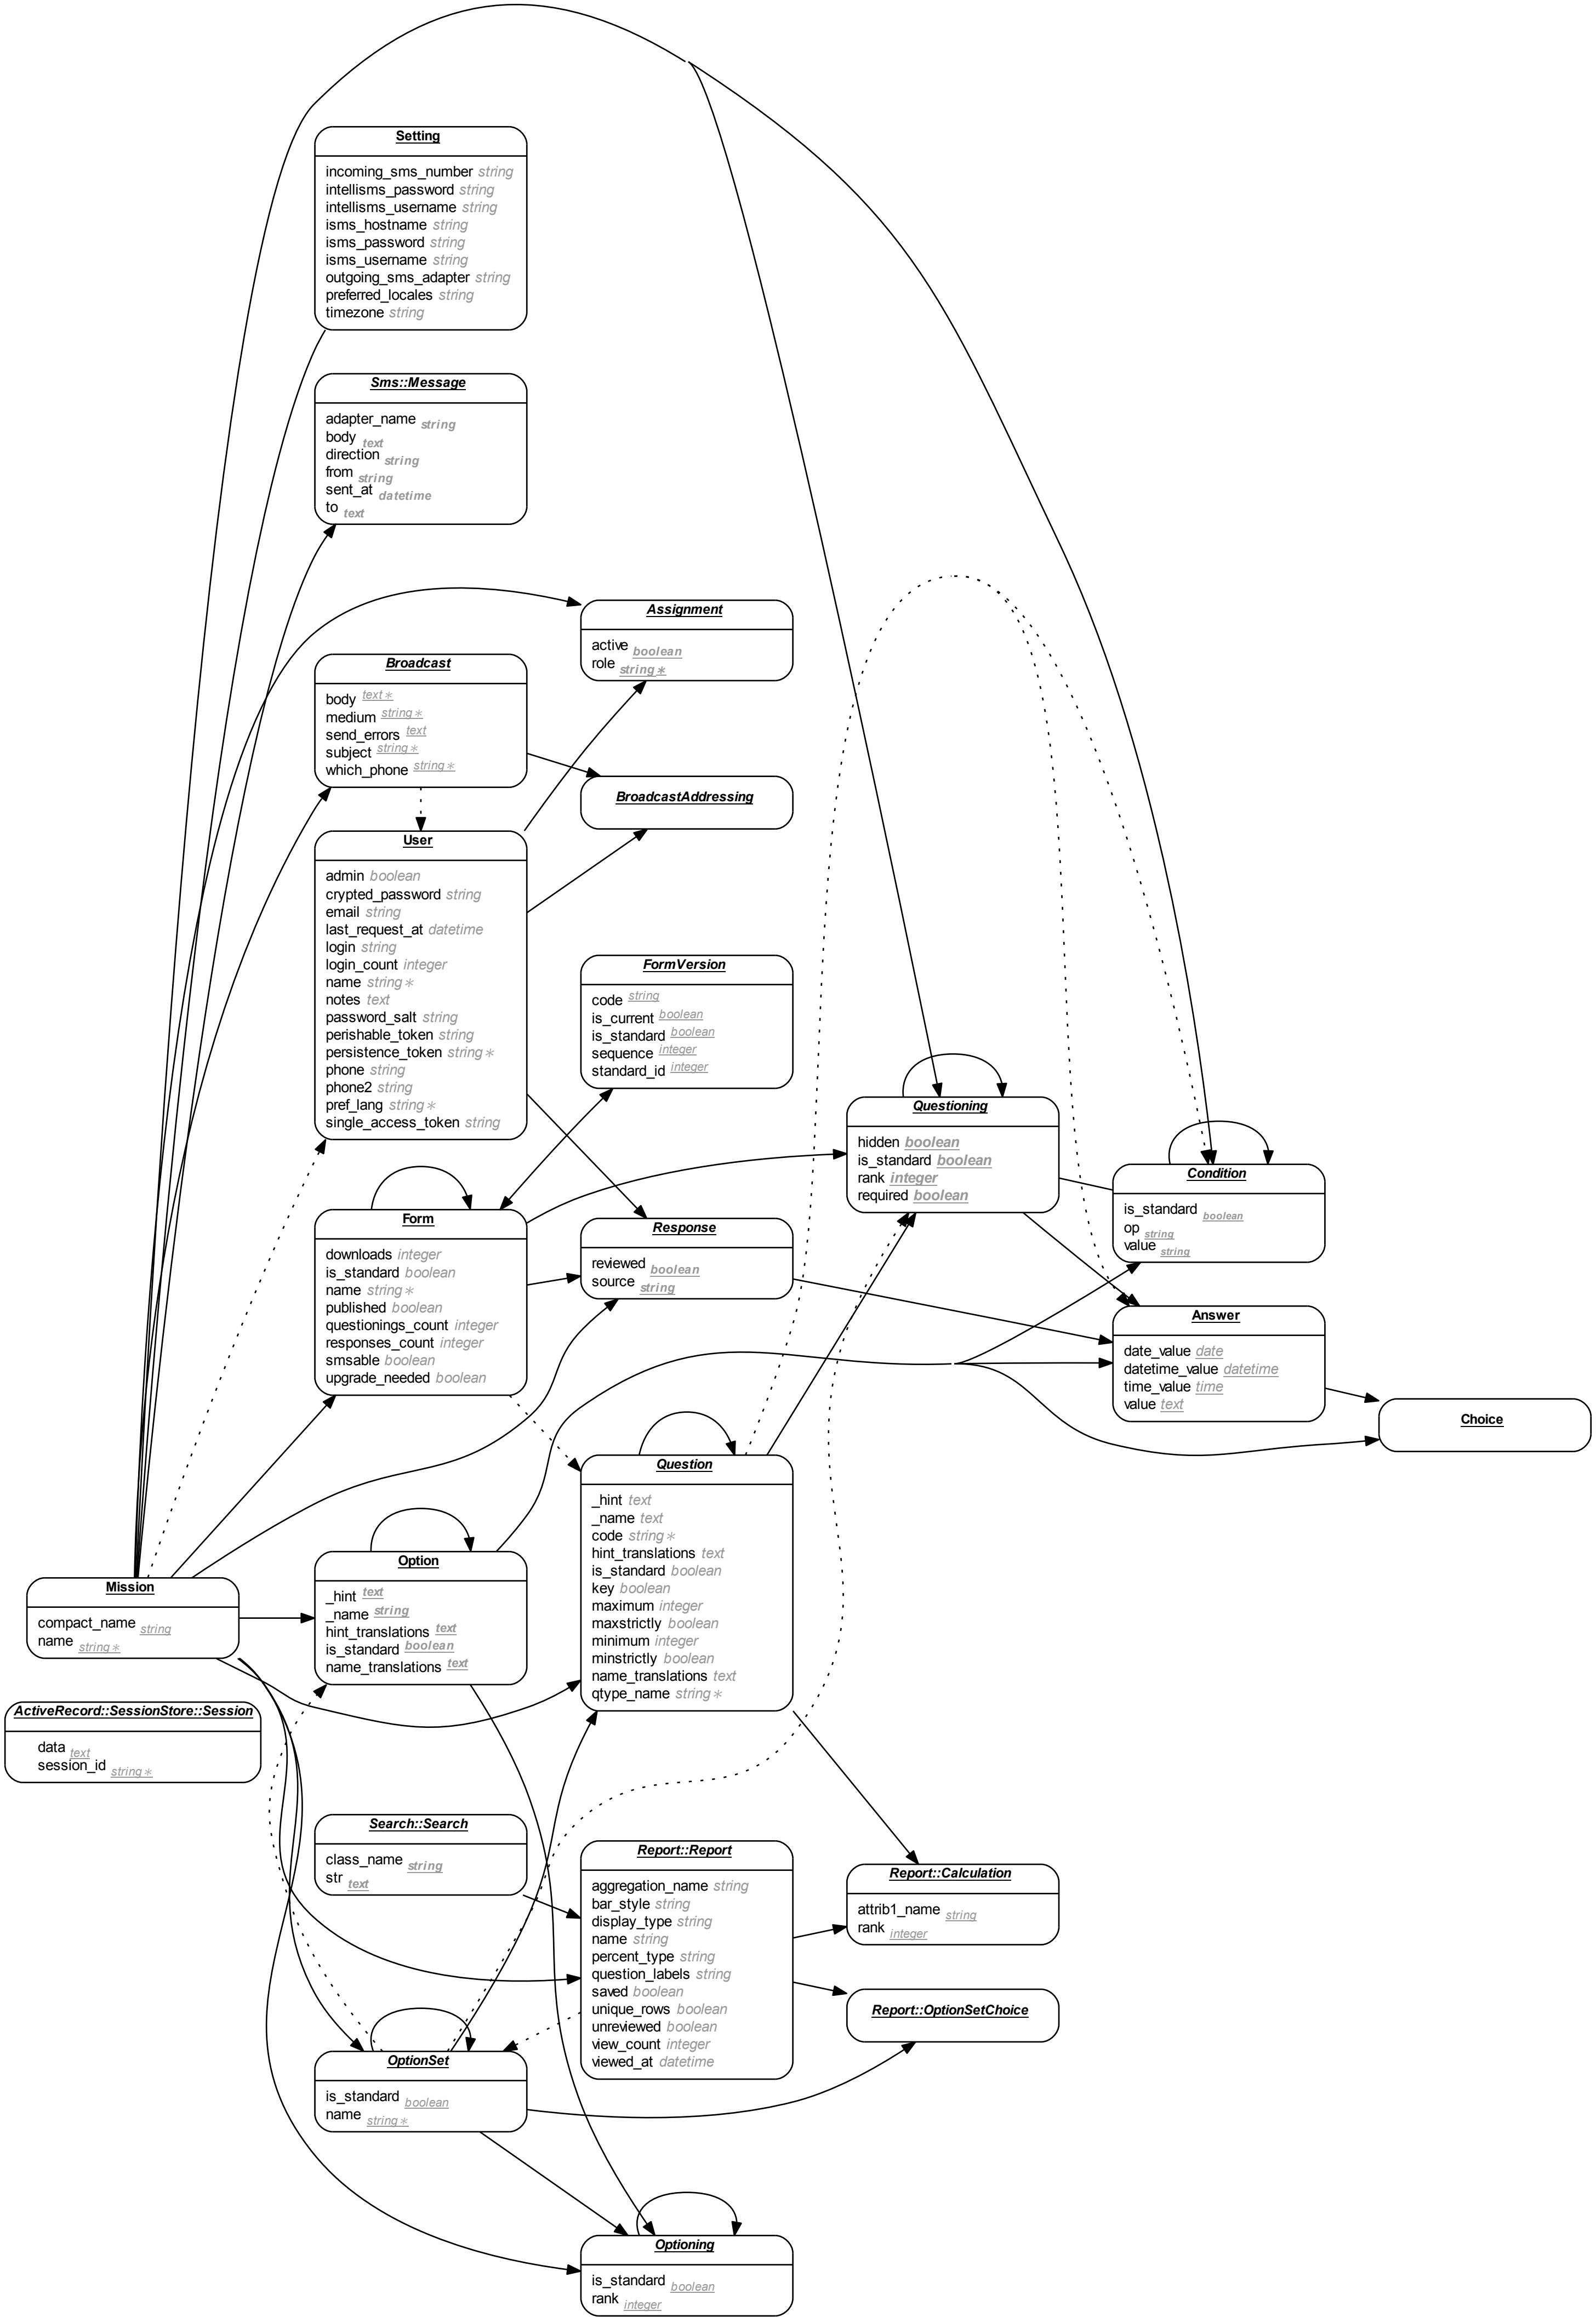 Setting
incoming_sms_number string
intellisms_password string
intellisms_username string
isms_hostname string
isms_password string
isms_username string
outgoing_sms_adapter string
preferred_locales string
timezone string
Sms::Message
adapter_name string
body text
direction string
from string
sent_at datetime
to text
Assignment
active boolean
role string∗
Broadcast
body text∗
medium string∗
send_errors text
subject string∗
which_phone string∗
BroadcastAddressing
User
admin boolean
crypted_password string
email string
last_request_at datetime
login string
login_count integer
name string∗
notes text
password_salt string
perishable_token string
persistence_token string∗
phone string
phone2 string
pref_lang string∗
single_access_token string
FormVersion
code string
is_current boolean
is_standard boolean
sequence integer
standard_id integer
Questioning
hidden boolean
is_standard boolean
rank integer
required boolean
Condition
is_standard boolean
op string
value string
Form
downloads integer
is_standard boolean
name string∗
published boolean
questionings_count integer
responses_count integer
smsable boolean
upgrade_needed boolean
Response
reviewed boolean
source string
Answer
date_value date
datetime_value datetime
time_value time
value text
Choice
Question
_hint text
_name text
code string∗
hint_translations text
is_standard boolean
key boolean
maximum integer
maxstrictly boolean
minimum integer
minstrictly boolean
name_translations text
qtype_name string∗
Option
_hint text
_name string
hint_translations text
is_standard boolean
name_translations text
Mission
compact_name string
name string∗
ActiveRecord::SessionStore::Session
data text
session_id string∗
Search::Search
class_name string
str text
Report::Report
aggregation_name string
bar_style string
display_type string
name string
percent_type string
question_labels string
saved boolean
unique_rows boolean
unreviewed boolean
view_count integer
viewed_at datetime
Report::Calculation
attrib1_name string
rank integer
Report::OptionSetChoice
OptionSet
is_standard boolean
name string∗
Optioning
is_standard boolean
rank integer